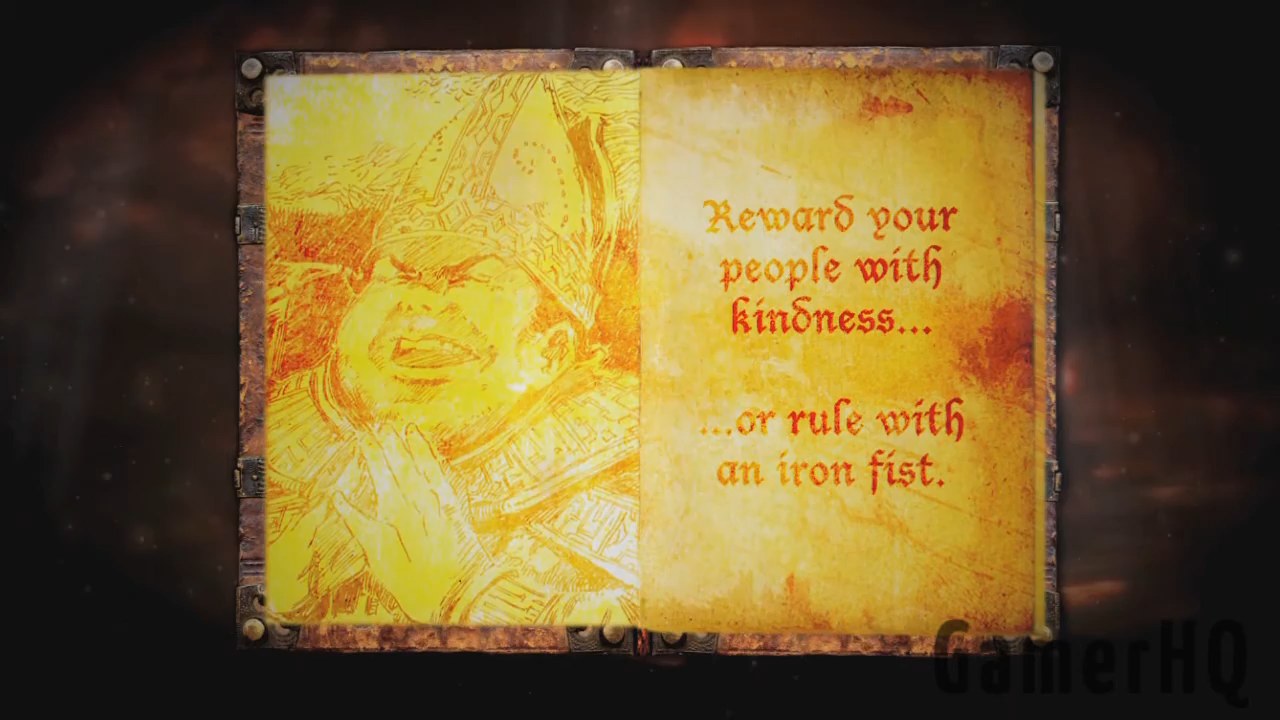 Reward your
people with
kindness...
...or rule with
an iron fist.
GamerHQ